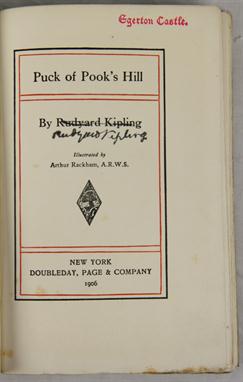 Egerton Castle.
Puck of Pook's Hill
By Rudyard Kipling
Rudyard Kipling
Illustrated by
Arthur Rackham, A.R.W.S.
NEW YORK
DOUBLEDAY, PAGE & COMPANY
1906